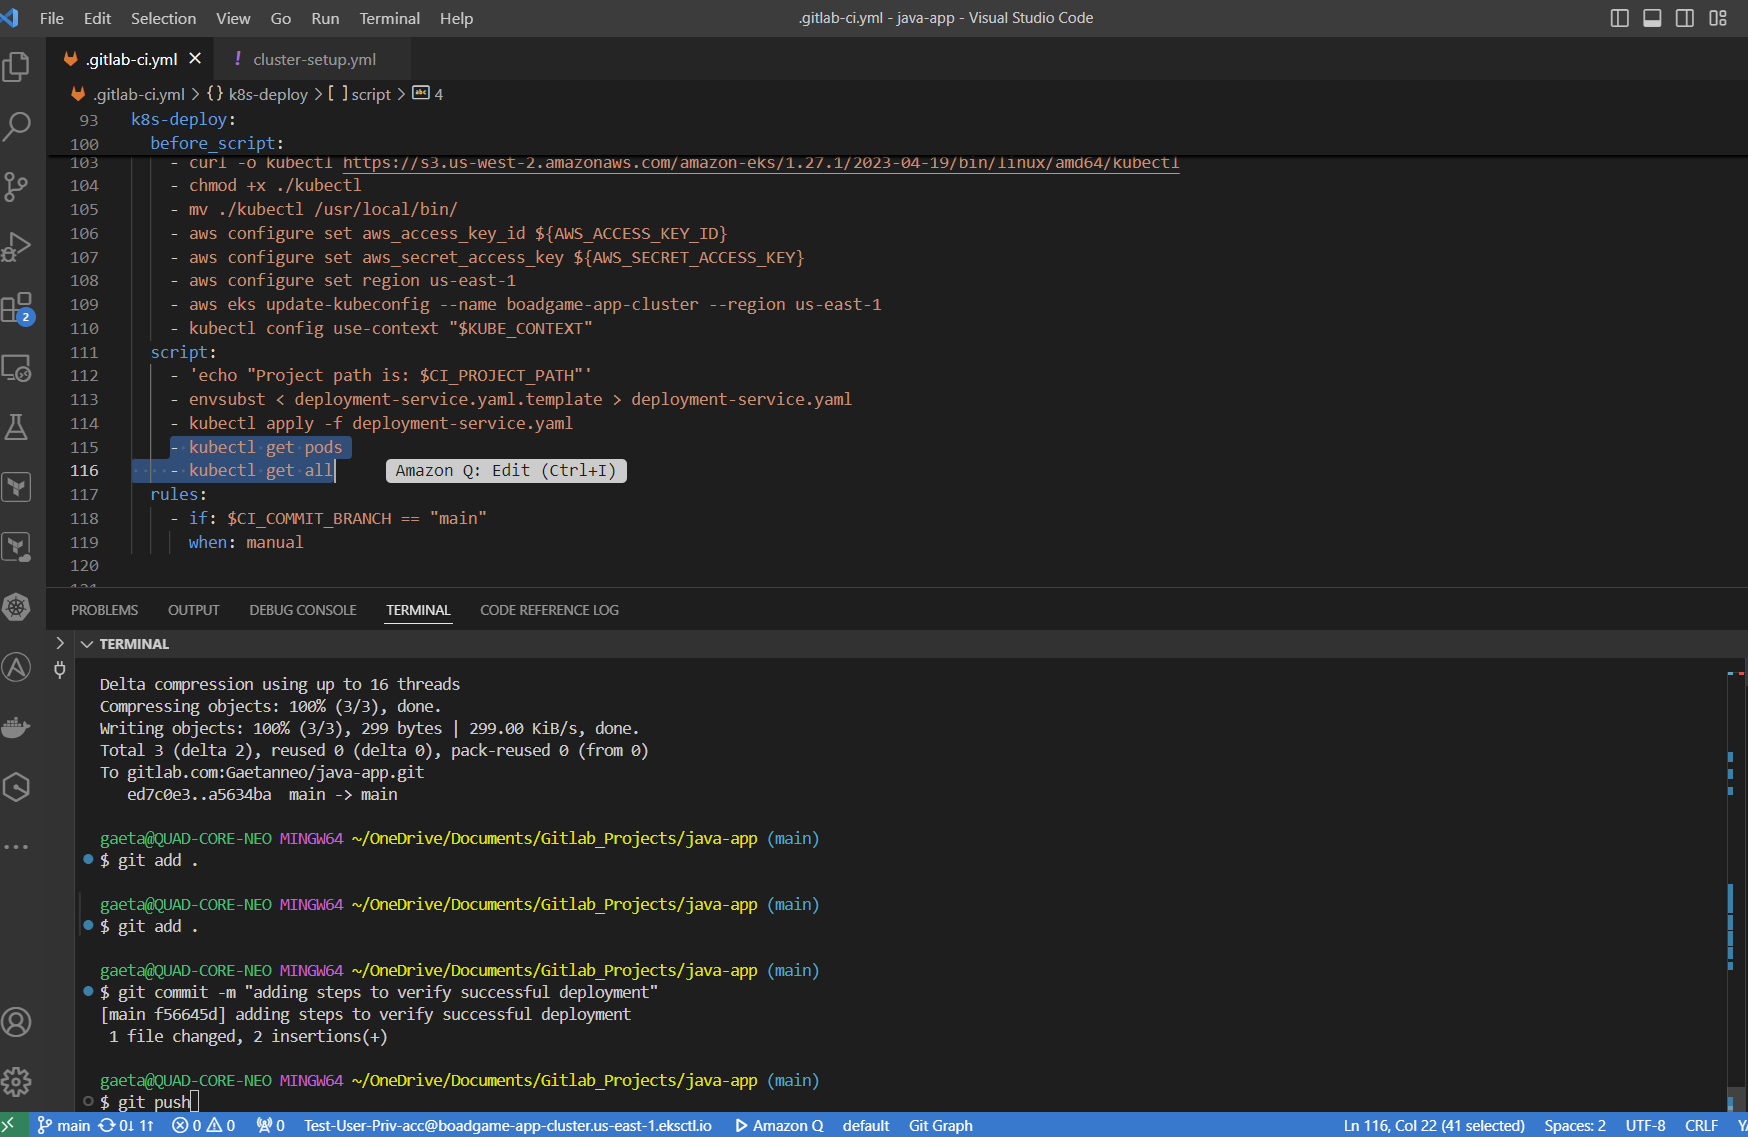 File Edit Selection View Go Run Terminal Help .gitlab-ci.yml - java-app - Visual Studio Code
.gitlab-ci.yml cluster-setup.yml
.gitlab-ci.yml > {} k8s-deploy > [ ] script > abc 4
93 k8s-deploy:
100 before_script:
103 - curl -o kubectl https://s3.us-west-2.amazonaws.com/amazon-eks/1.27.1/2023-04-19/bin/linux/amd64/kubectl
104 - chmod +x ./kubectl
105 - mv ./kubectl /usr/local/bin/
106 - aws configure set aws_access_key_id ${AWS_ACCESS_KEY_ID}
107 - aws configure set aws_secret_access_key ${AWS_SECRET_ACCESS_KEY}
108 - aws configure set region us-east-1
109 - aws eks update-kubeconfig --name boadgame-app-cluster --region us-east-1
110 - kubectl config use-context "$KUBE_CONTEXT"
111 script:
112 - 'echo "Project path is: $CI_PROJECT_PATH"'
113 - envsubst < deployment-service.yaml.template > deployment-service.yaml
114 - kubectl apply -f deployment-service.yaml
115 - kubectl get pods
116 - kubectl get all Amazon Q: Edit (Ctrl+I)
117 rules:
118 - if: $CI_COMMIT_BRANCH == "main"
119 when: manual
120
2
PROBLEMS OUTPUT DEBUG CONSOLE TERMINAL CODE REFERENCE LOG
TERMINAL
Delta compression using up to 16 threads
Compressing objects: 100% (3/3), done.
Writing objects: 100% (3/3), 299 bytes | 299.00 KiB/s, done.
Total 3 (delta 2), reused 0 (delta 0), pack-reused 0 (from 0)
To gitlab.com:Gaetanneo/java-app.git
ed7c0e3..a5634ba main -> main
gaeta@QUAD-CORE-NEO MINGW64 ~/OneDrive/Documents/Gitlab_Projects/java-app (main)
$ git add .
gaeta@QUAD-CORE-NEO MINGW64 ~/OneDrive/Documents/Gitlab_Projects/java-app (main)
$ git add .
gaeta@QUAD-CORE-NEO MINGW64 ~/OneDrive/Documents/Gitlab_Projects/java-app (main)
$ git commit -m "adding steps to verify successful deployment"
[main f56645d] adding steps to verify successful deployment
1 file changed, 2 insertions(+)
gaeta@QUAD-CORE-NEO MINGW64 ~/OneDrive/Documents/Gitlab_Projects/java-app (main)
$ git push
main 0↓ 1↑ 0 0 0 Test-User-Priv-acc@boadgame-app-cluster.us-east-1.eksctl.io Amazon Q default Git Graph Ln 116, Col 22 (41 selected) Spaces: 2 UTF-8 CRLF